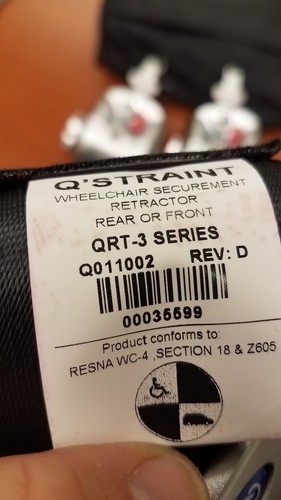 Q'STRAINT
WHEELCHAIR SECUREMENT
RETRACTOR
REAR OR FRONT
QRT-3 SERIES
Q011002 REV: D
00035599
Product conforms to:
RESNA WC-4 ,SECTION 18 & Z605